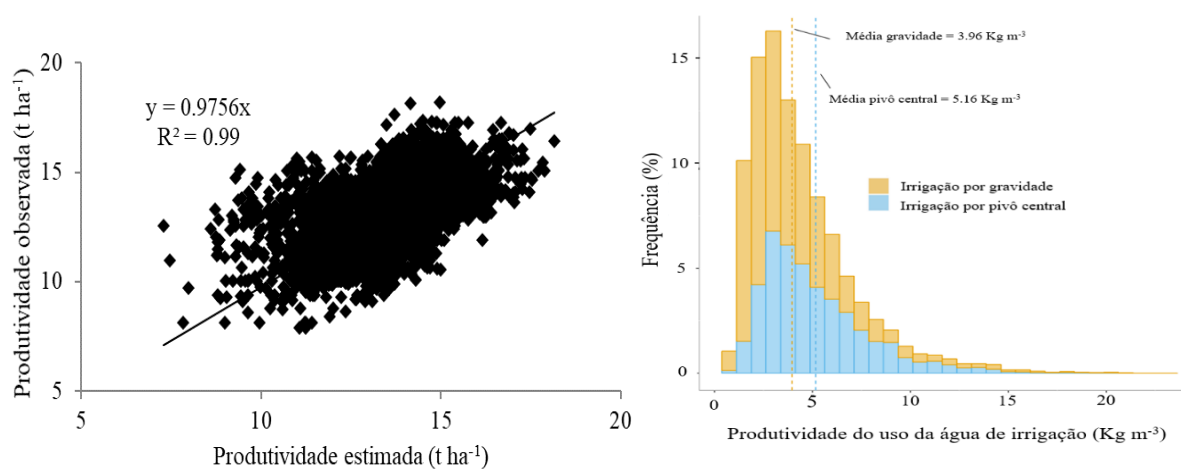 20
15
10
5
Produtividade observada (t ha⁻¹)
y = 0.9756x
R² = 0.99
5
10
15
20
Produtividade estimada (t ha⁻¹)
15
10
5
0
Frequência (%)
Média gravidade = 3.96 Kg m⁻³
Média pivô central = 5.16 Kg m⁻³
Irrigação por gravidade
Irrigação por pivô central
0
5
10
15
20
Produtividade do uso da água de irrigação (Kg m⁻³)